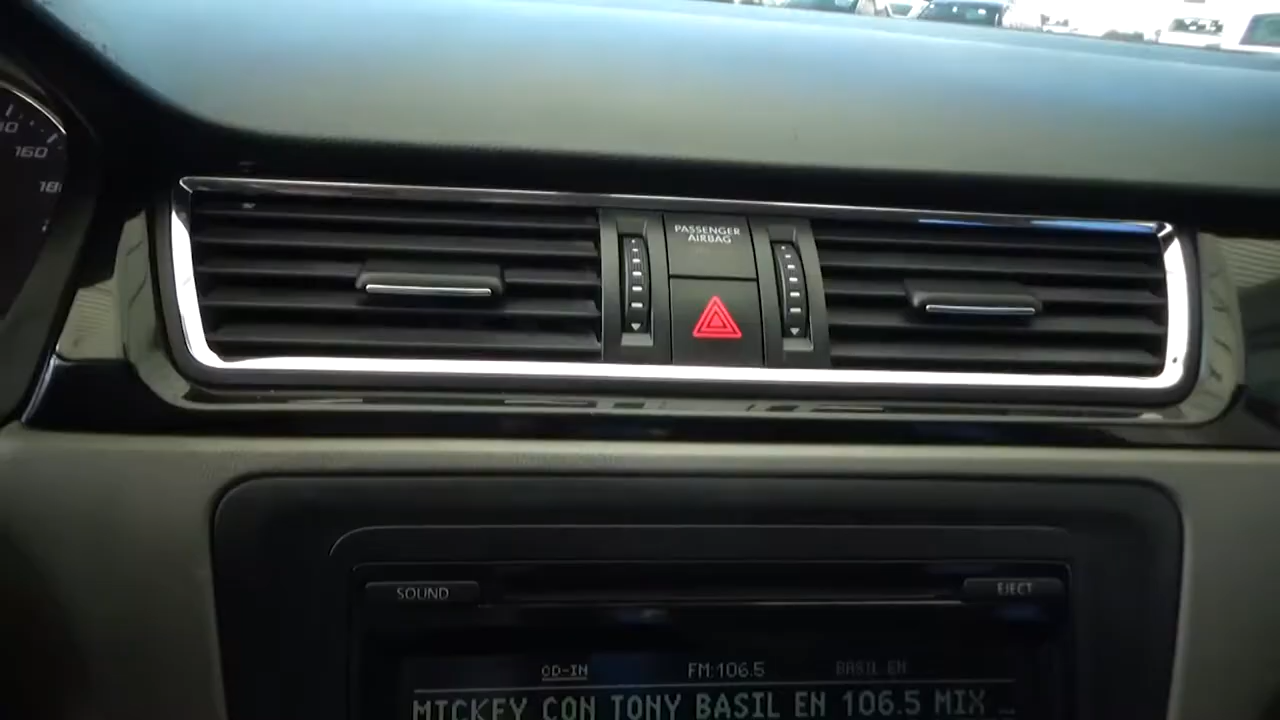 160
PASSENGER
AIRBAG
SOUND
EJECT
CD-IN FM:106.5 BASIL EN
MICKEY CON TONY BASIL EN 106.5 MIX ...